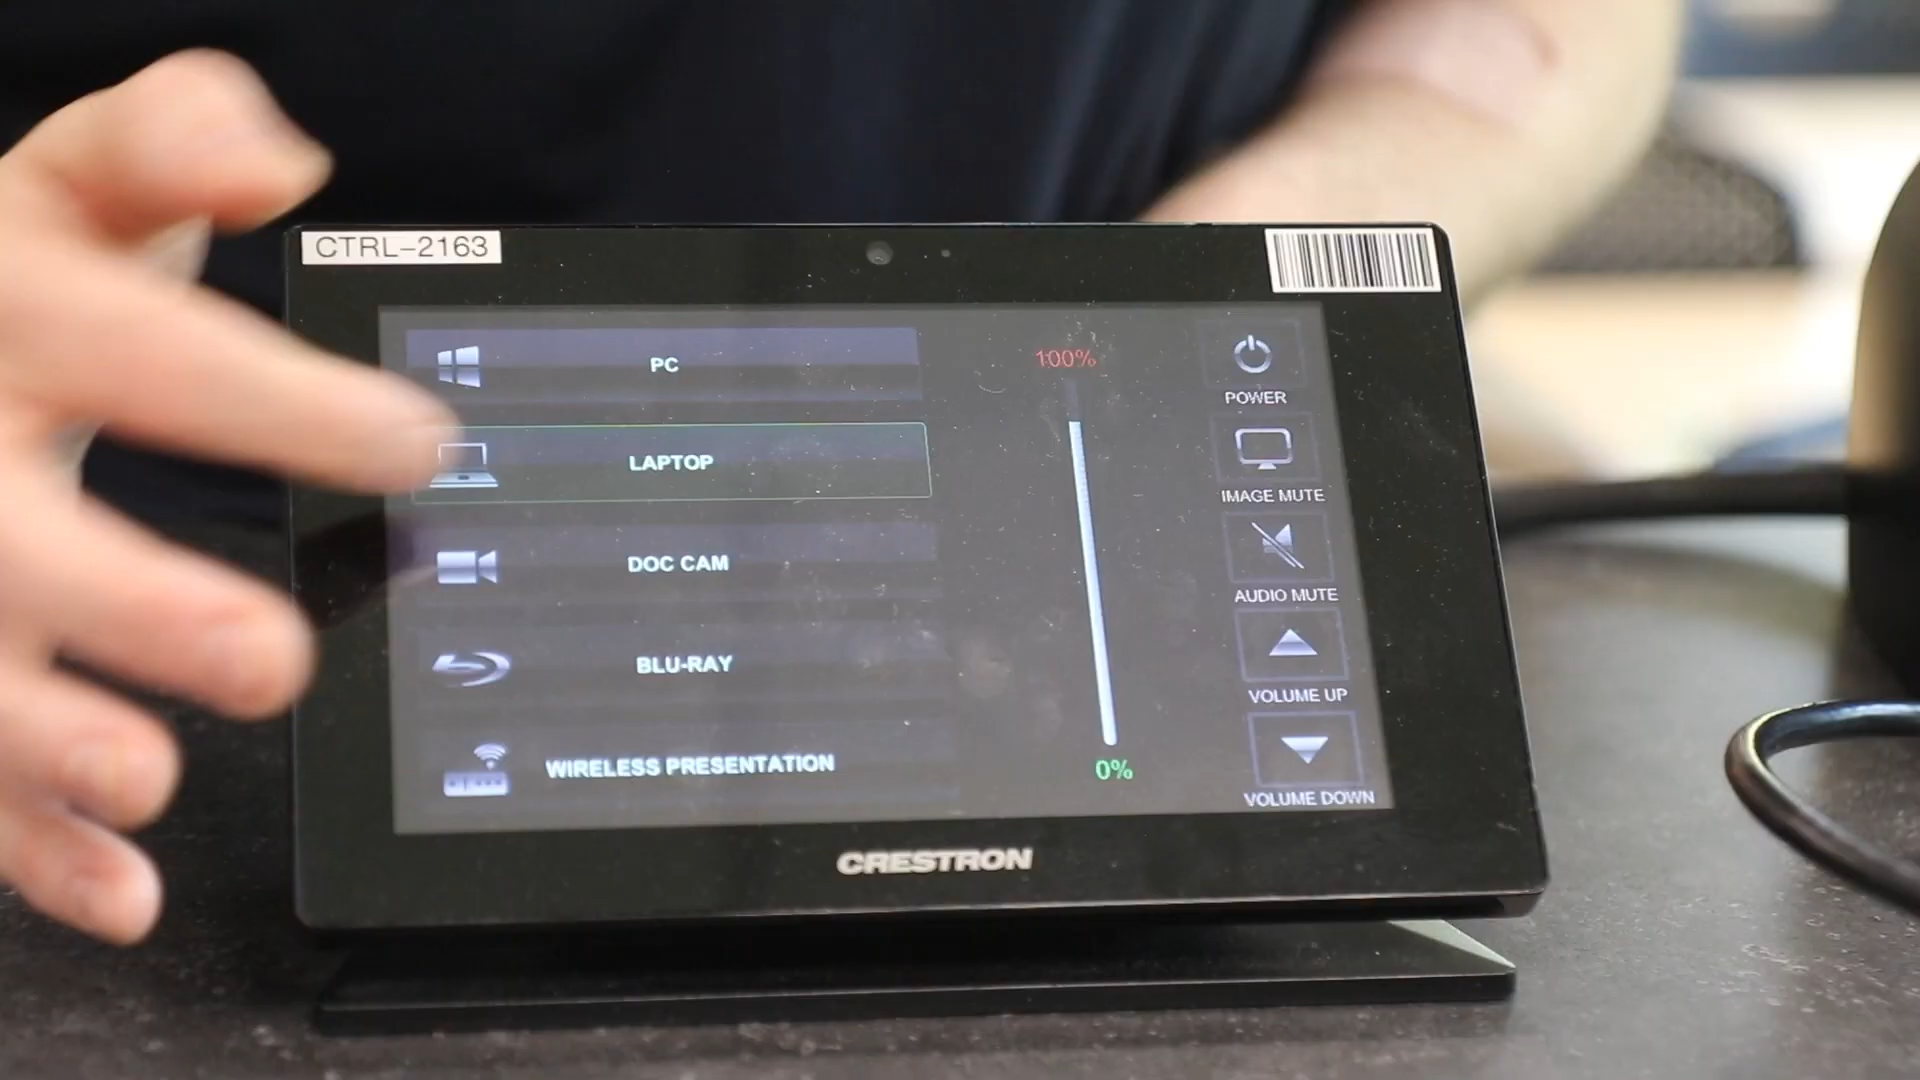 CTRL-2163
PC
LAPTOP
DOC CAM
BLU-RAY
WIRELESS PRESENTATION
100%
0%
POWER
IMAGE MUTE
AUDIO MUTE
VOLUME UP
VOLUME DOWN
CRESTRON